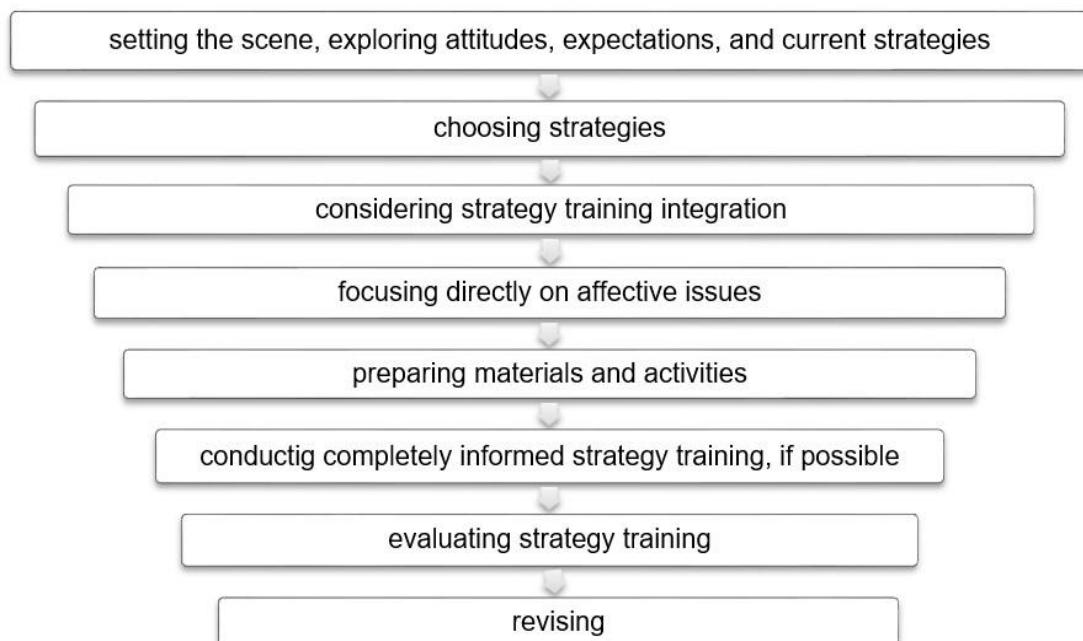 setting the scene, exploring attitudes, expectations, and current strategies
choosing strategies
considering strategy training integration
focusing directly on affective issues
preparing materials and activities
conductig completely informed strategy training, if possible
evaluating strategy training
revising